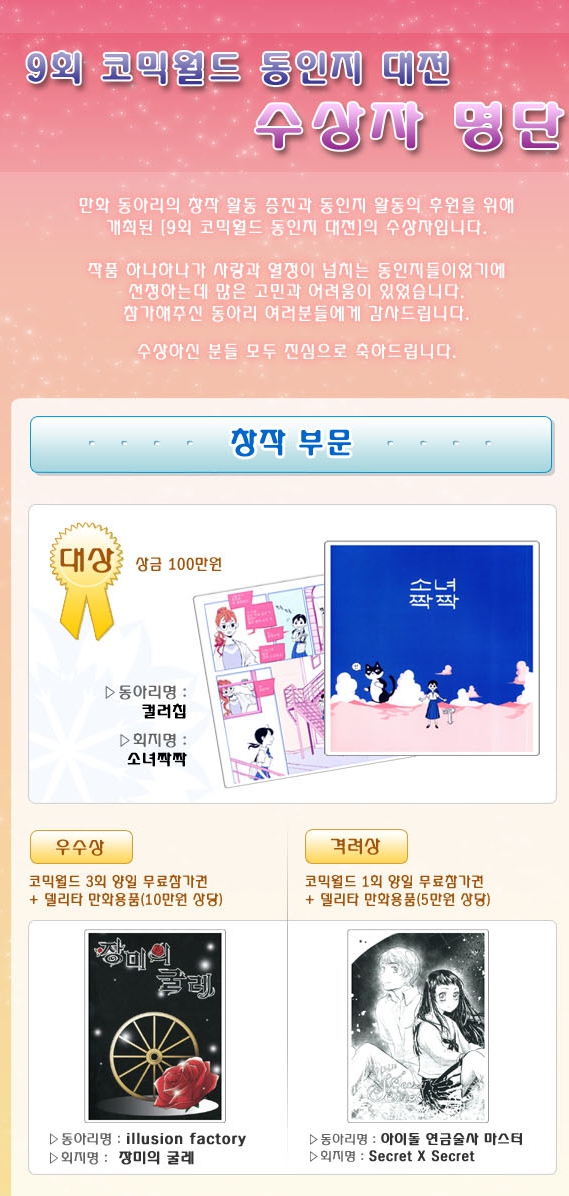 9회 코믹월드 동인지 대전
수상자 명단
만화 동아리의 창작 활동 증진과 동인지 활동의 후원을 위해
개최된 [9회 코믹월드 동인지 대전]의 수상자입니다.
작품 하나하나가 사랑과 열정이 넘치는 동인지들이었기에
선정하는데 많은 고민과 어려움이 있었습니다.
참가해주신 동아리 여러분들에게 감사드립니다.
수상하신 분들 모두 진심으로 축하드립니다.
창작 부문
대상
상금 100만원
소녀
짝짝
▷동아리명 :
컬러칩
▷회지명 :
소녀짝짝
우수상
코믹월드 3회 양일 무료참가권
+ 델리타 만화용품(10만원 상당)
장미의
굴레
▷동아리명 : illusion factory
▷회지명 : 장미의 굴레
격려상
코믹월드 1회 양일 무료참가권
+ 델리타 만화용품(5만원 상당)
▷동아리명 : 아이돌 연금술사 마스터
▷회지명 : Secret X Secret